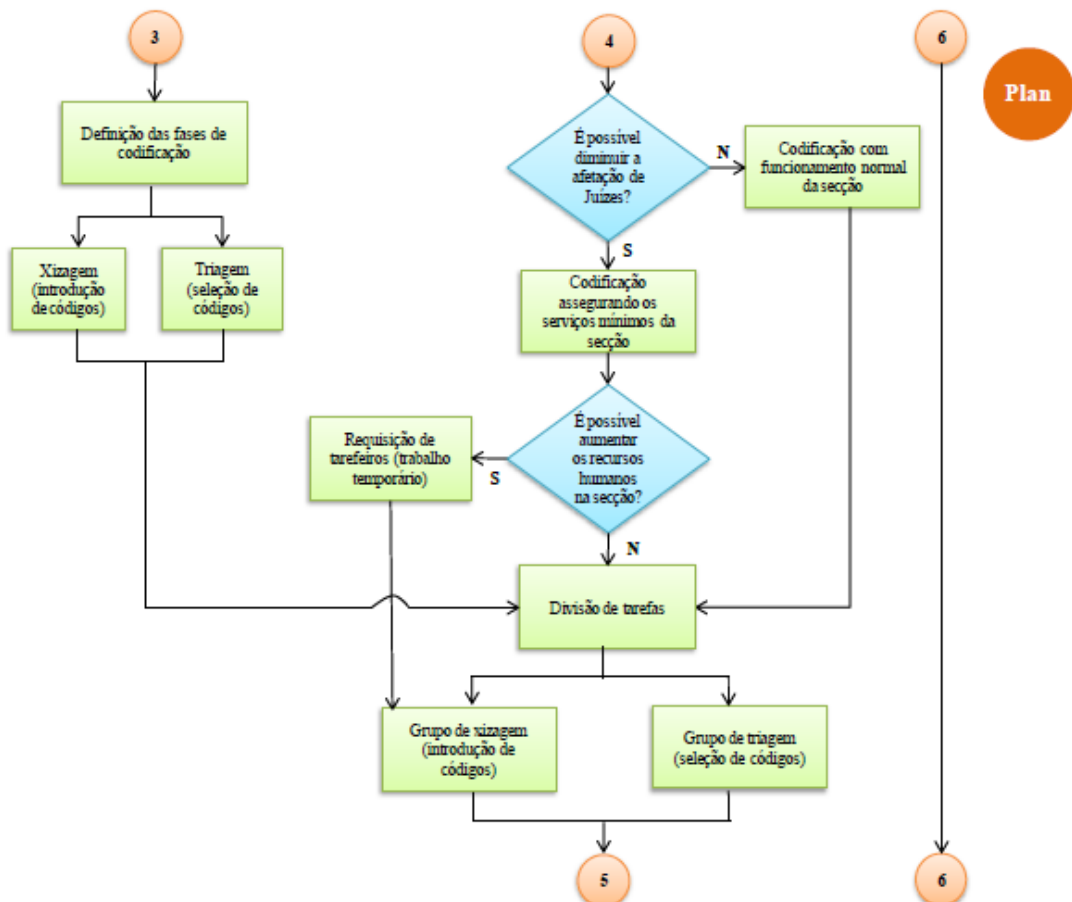 3
4
6
Plan
Definição das fases de
codificação
É possível
diminuir a
afetação de
Juízes?
N
Codificação com
funcionamento normal
da secção
S
Xizagem
(introdução
de códigos)
Triagem
(seleção de
códigos)
Codificação
assegurando os
serviços mínimos da
secção
Requisição de
tarefeiros (trabalho
temporário)
S
É possível
aumentar
os recursos
humanos
na secção?
N
Divisão de tarefas
Grupo de xizagem
(introdução de
códigos)
Grupo de triagem
(seleção de códigos)
5
6